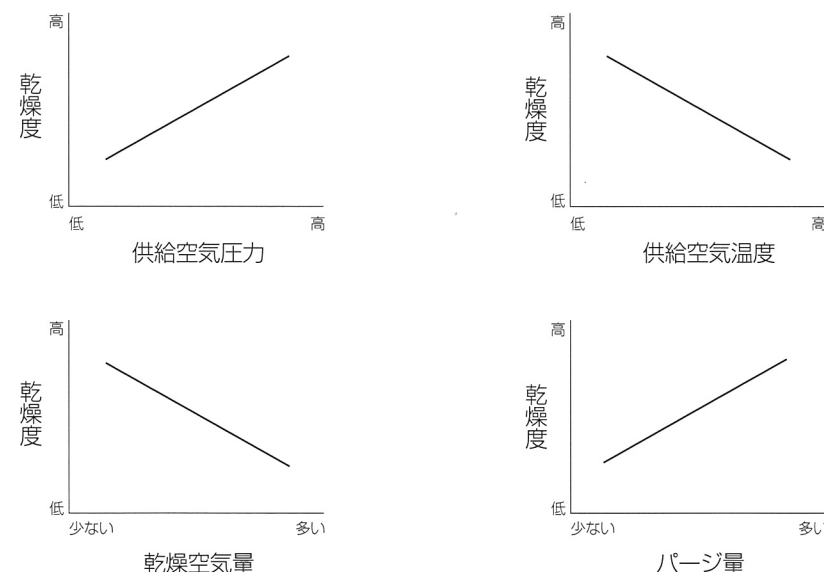 高
乾燥度
低
低 高
供給空気圧力
高
乾燥度
低
低 高
供給空気温度
高
乾燥度
低
少ない 多い
乾燥空気量
高
乾燥度
低
少ない 多い
パージ量